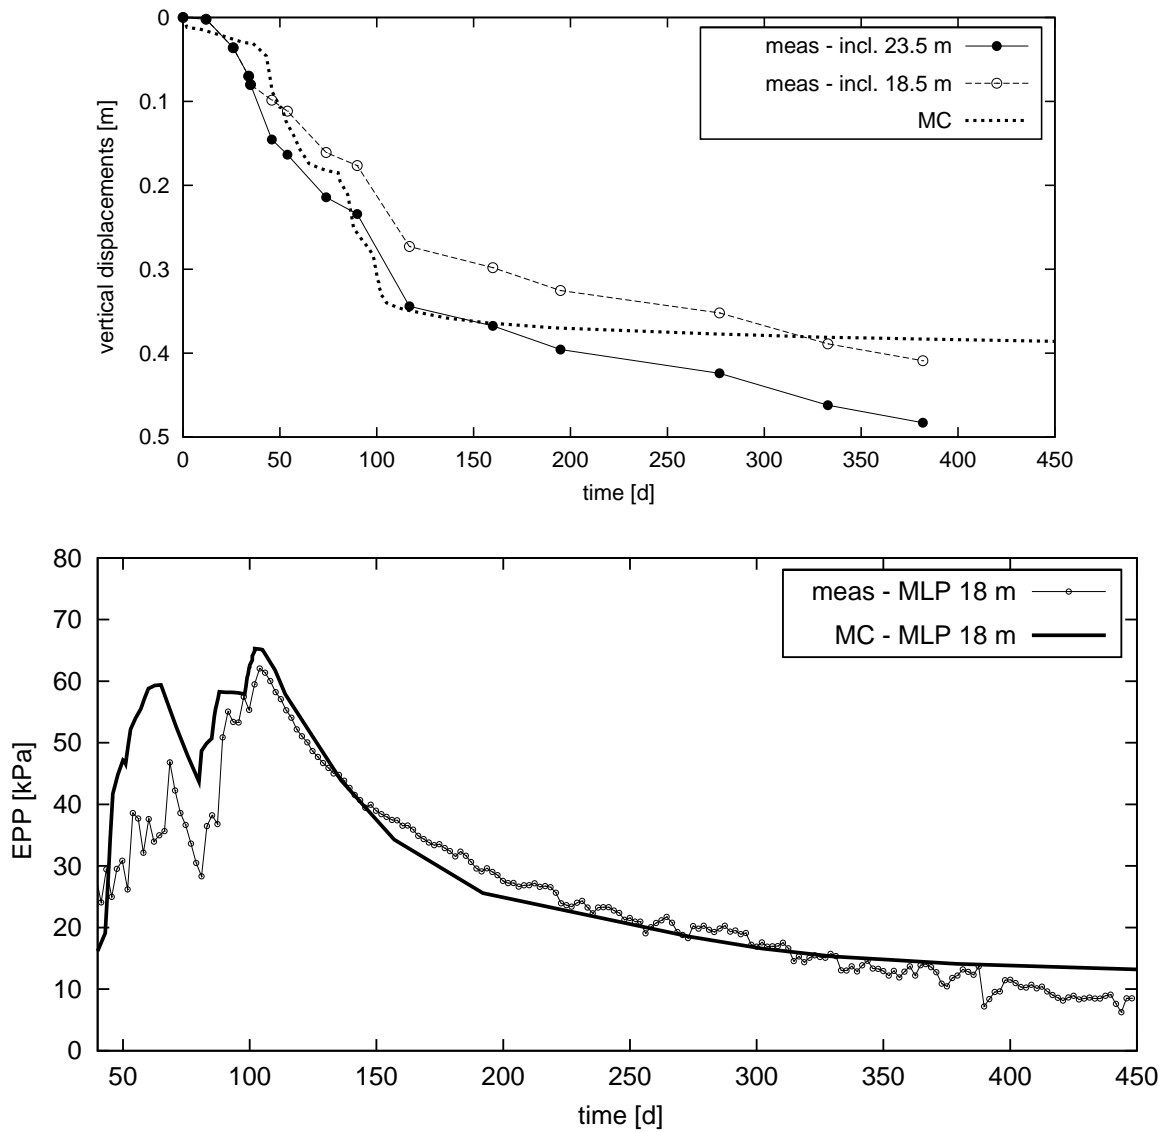 0
0.1
0.2
0.3
0.4
0.5
vertical displacements [m]
meas - incl. 23.5 m
meas - incl. 18.5 m
MC
0 50 100 150 200 250 300 350 400 450
time [d]
80
70
60
50
40
30
20
10
0
EPP [kPa]
meas - MLP 18 m
MC - MLP 18 m
50 100 150 200 250 300 350 400 450
time [d]